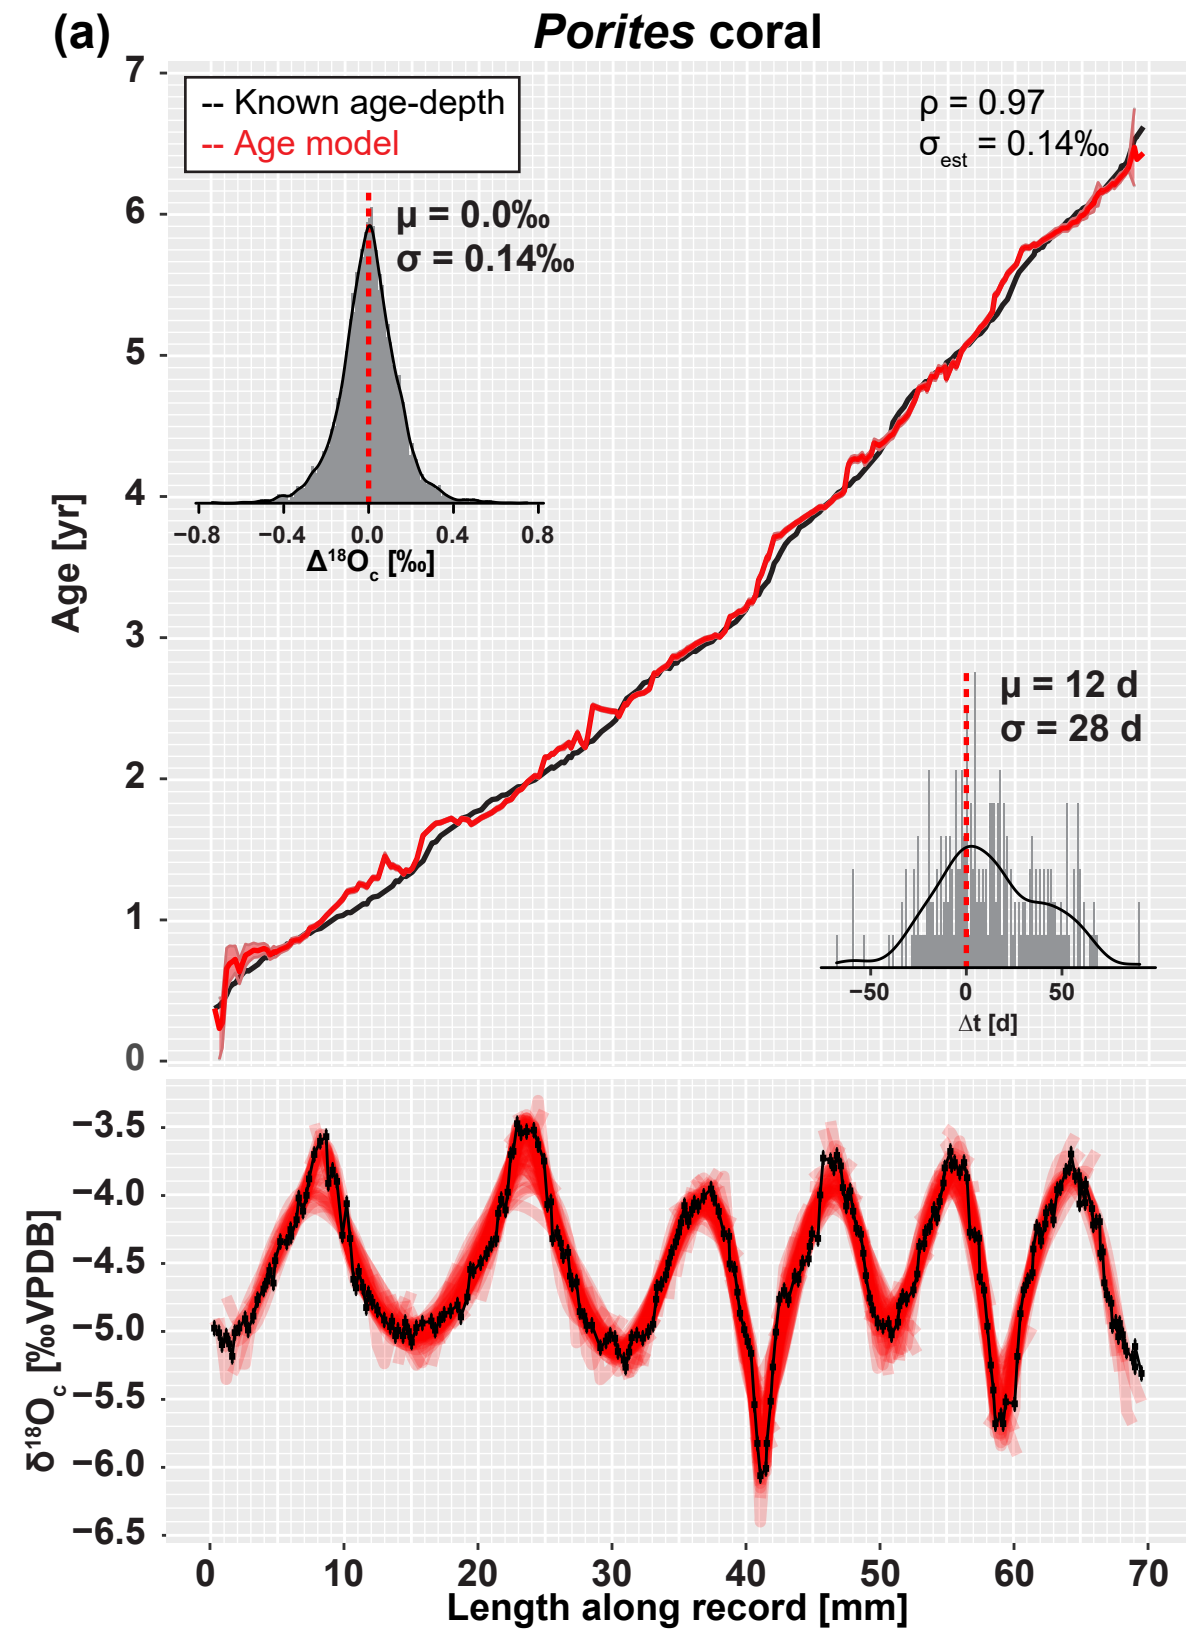 (a)
Porites coral
-- Known age-depth
-- Age model
ρ = 0.97
σest = 0.14‰
μ = 0.0‰
σ = 0.14‰
−0.8 −0.4 0.0 0.4 0.8
Δ¹⁸Oc [‰]
7
6
5
4
3
2
1
0
Age [yr]
μ = 12 d
σ = 28 d
−50 0 50
Δt [d]
−3.5
−4.0
−4.5
−5.0
−5.5
−6.0
−6.5
δ¹⁸Oc [‰VPDB]
0 10 20 30 40 50 60 70
Length along record [mm]